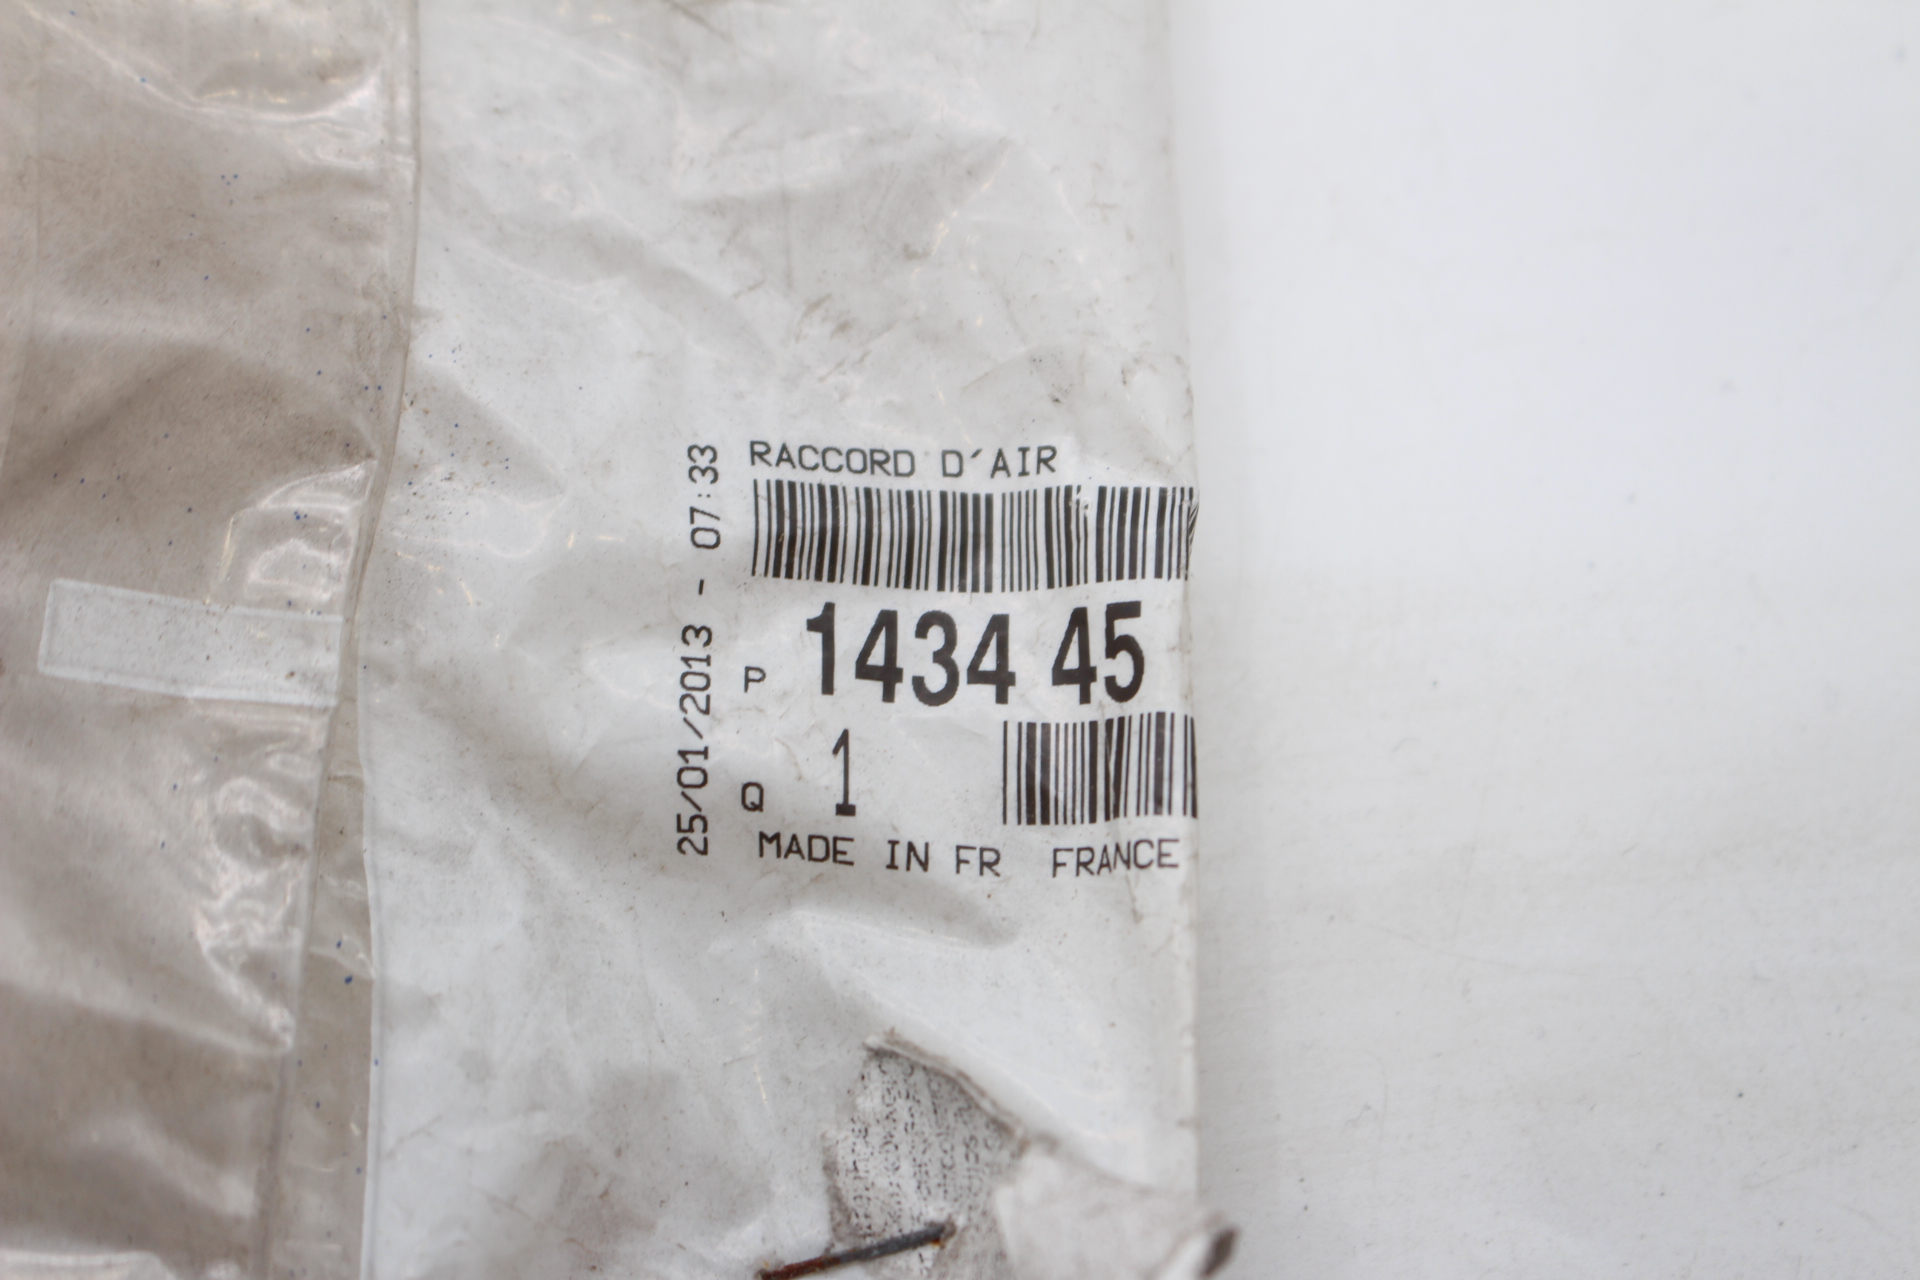 RACCORD D'AIR
25/01/2013 - 07:33
P 1434 45
Q 1
MADE IN FR FRANCE